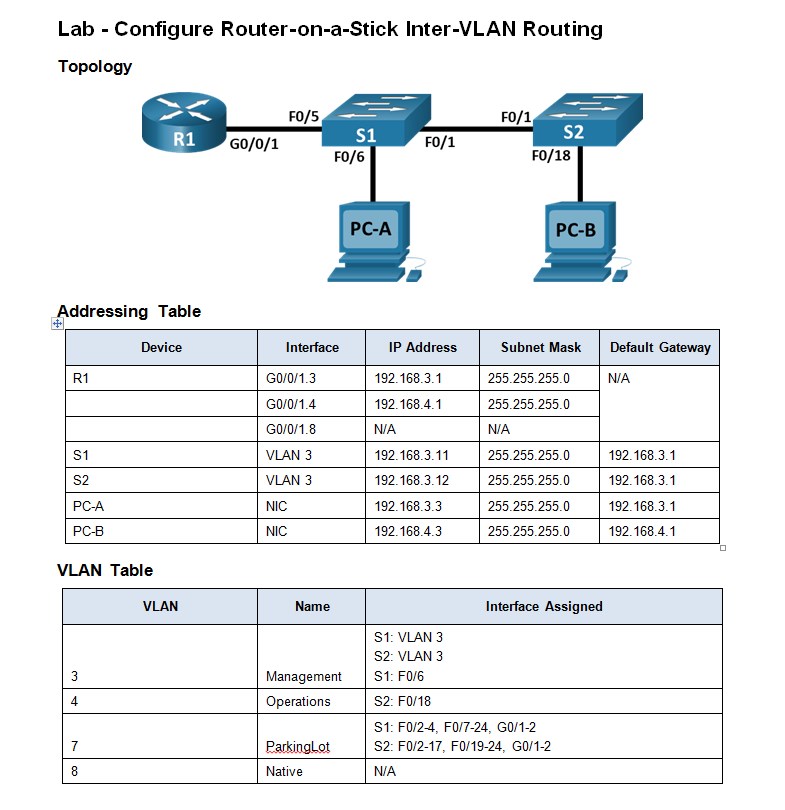 Lab - Configure Router-on-a-Stick Inter-VLAN Routing
Topology
R1
G0/0/1
F0/5
S1
F0/6
F0/1
F0/1
S2
F0/18
PC-A
PC-B
Addressing Table
Device Interface IP Address Subnet Mask Default Gateway
R1 G0/0/1.3 192.168.3.1 255.255.255.0 N/A
G0/0/1.4 192.168.4.1 255.255.255.0
G0/0/1.8 N/A N/A
S1 VLAN 3 192.168.3.11 255.255.255.0 192.168.3.1
S2 VLAN 3 192.168.3.12 255.255.255.0 192.168.3.1
PC-A NIC 192.168.3.3 255.255.255.0 192.168.3.1
PC-B NIC 192.168.4.3 255.255.255.0 192.168.4.1
VLAN Table
VLAN Name Interface Assigned
S1: VLAN 3
S2: VLAN 3
3 Management S1: F0/6
4 Operations S2: F0/18
S1: F0/2-4, F0/7-24, G0/1-2
7 ParkingLot S2: F0/2-17, F0/19-24, G0/1-2
8 Native N/A